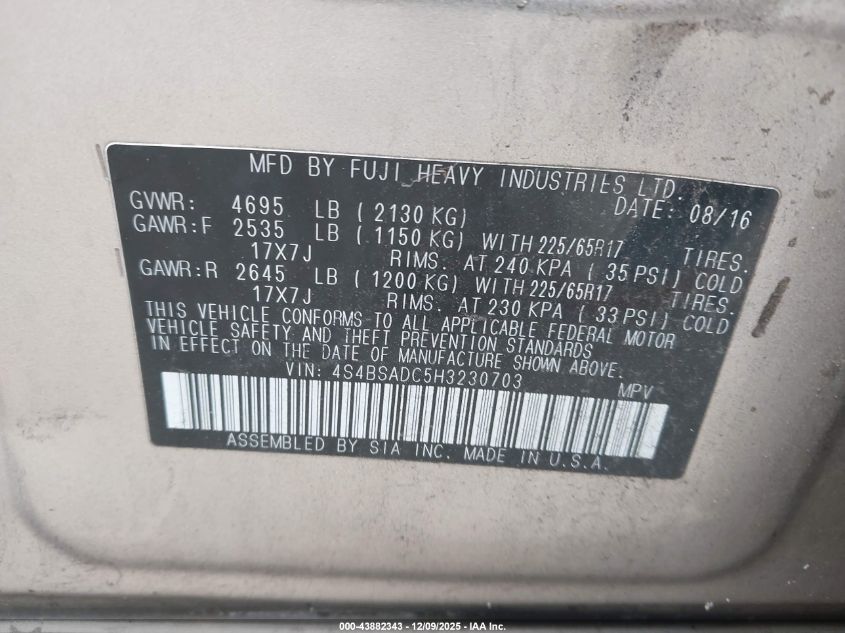 MFD BY FUJI HEAVY INDUSTRIES LTD.
DATE: 08/16
GVWR: 4695 LB ( 2130 KG)
GAWR:F 2535 LB ( 1150 KG) WITH 225/65R17 TIRES.
17X7J RIMS. AT 240 KPA ( 35 PSI) COLD
GAWR:R 2645 LB ( 1200 KG) WITH 225/65R17 TIRES.
17X7J RIMS. AT 230 KPA ( 33 PSI) COLD
THIS VEHICLE CONFORMS TO ALL APPLICABLE FEDERAL MOTOR
VEHICLE SAFETY AND THEFT PREVENTION STANDARDS
IN EFFECT ON THE DATE OF MANUFACTURE SHOWN ABOVE.
VIN: 4S4BSADC5H3230703 MPV
ASSEMBLED BY SIA INC. MADE IN U.S.A.
000-43882343 - 12/09/2025 - IAA Inc.